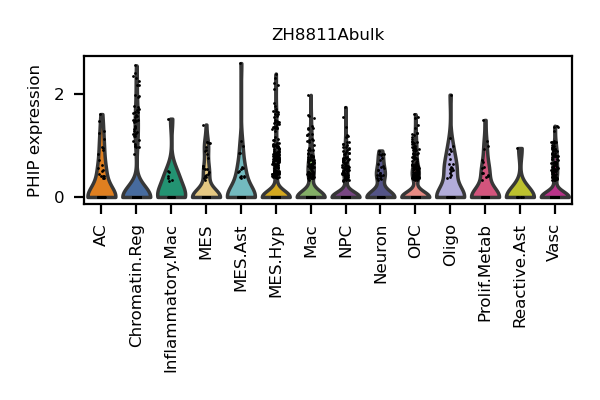 ZH8811Abulk
PHIP expression
2
0
AC
Chromatin.Reg
Inflammatory.Mac
MES
MES.Ast
MES.Hyp
Mac
NPC
Neuron
OPC
Oligo
Prolif.Metab
Reactive.Ast
Vasc